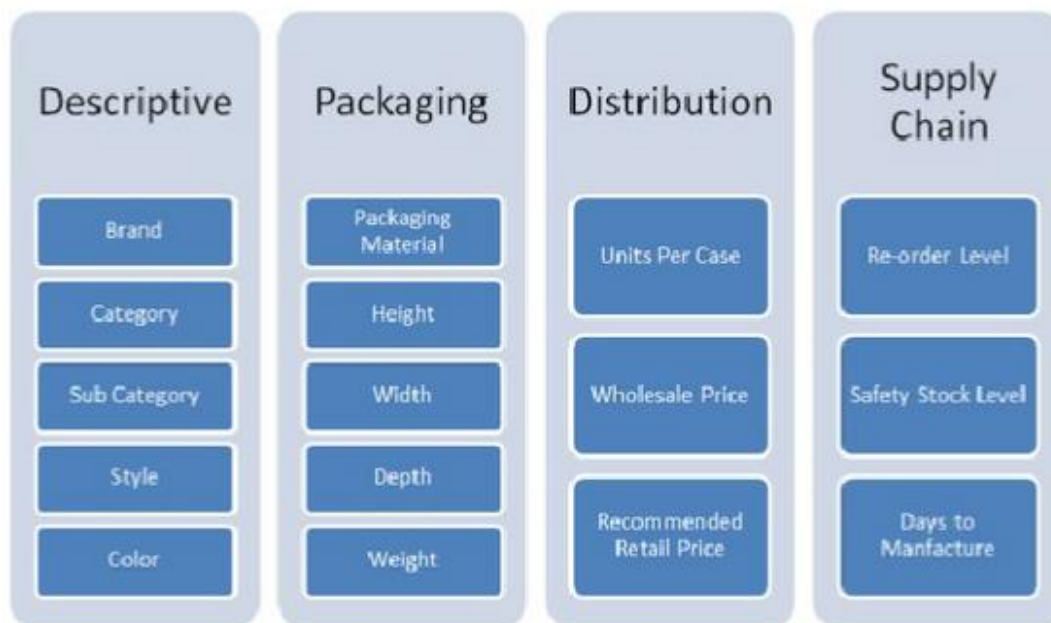 Descriptive
Brand
Category
Sub Category
Style
Color
Packaging
Packaging
Material
Height
Width
Depth
Weight
Distribution
Units Per Case
Wholesale Price
Recommended
Retail Price
Supply
Chain
Re-order Level
Safety Stock Level
Days to
Manfacture